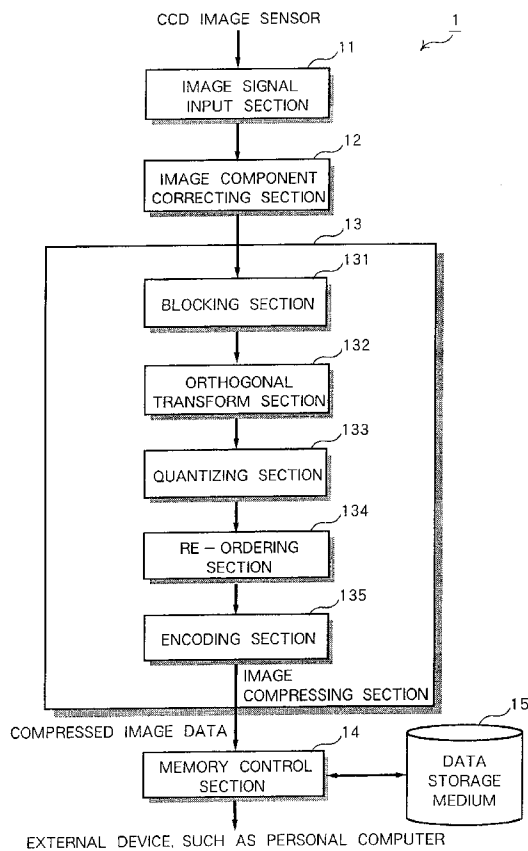 CCD IMAGE SENSOR
1
11
IMAGE SIGNAL
INPUT SECTION
12
IMAGE COMPONENT
CORRECTING SECTION
13
131
BLOCKING SECTION
132
ORTHOGONAL
TRANSFORM SECTION
133
QUANTIZING SECTION
134
RE-ORDERING
SECTION
135
ENCODING SECTION
IMAGE
COMPRESSING SECTION
COMPRESSED IMAGE DATA
14
MEMORY CONTROL
SECTION
15
DATA
STORAGE
MEDIUM
EXTERNAL DEVICE, SUCH AS PERSONAL COMPUTER